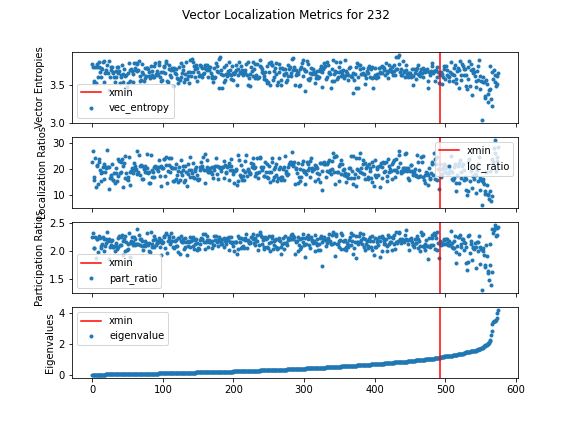 Vector Localization Metrics for 232
Vector Entropies
3.5
3.0
xmin
vec_entropy
Localization Ratios
30
20
10
xmin
loc_ratio
Participation Ratios
2.5
2.0
1.5
xmin
part_ratio
Eigenvalues
4
2
0
xmin
eigenvalue
0 100 200 300 400 500 600